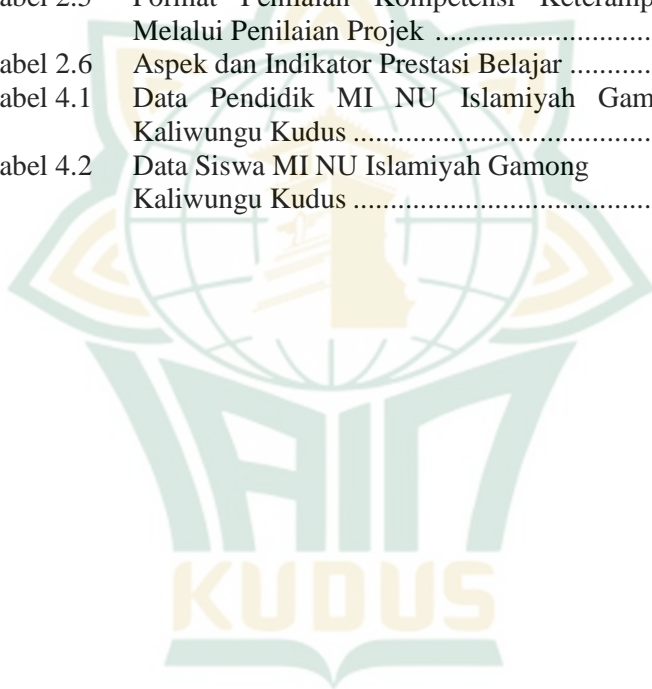 abel 2.5 Format Penilaian Kompetensi Keteramp
Melalui Penilaian Projek ............................
abel 2.6 Aspek dan Indikator Prestasi Belajar ...........
abel 4.1 Data Pendidik MI NU Islamiyah Gam
Kaliwungu Kudus .......................................
abel 4.2 Data Siswa MI NU Islamiyah Gamong
Kaliwungu Kudus .......................................
IAIN
KUDUS